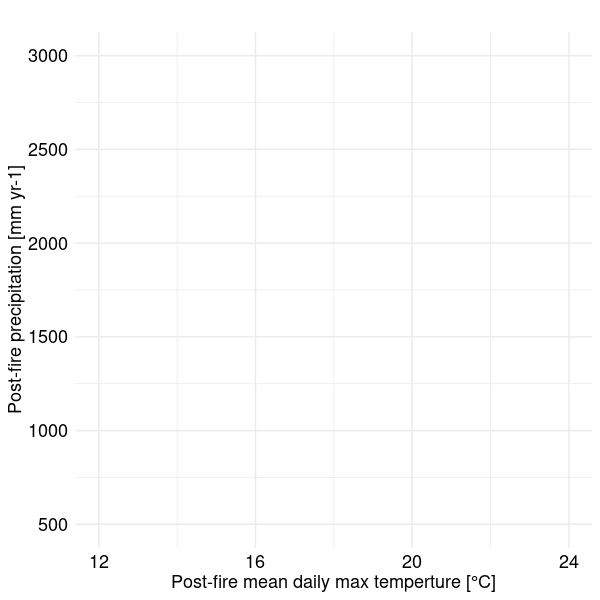 3000
2500
2000
1500
1000
500
Post-fire precipitation [mm yr-1]
12 16 20 24
Post-fire mean daily max temperture [°C]